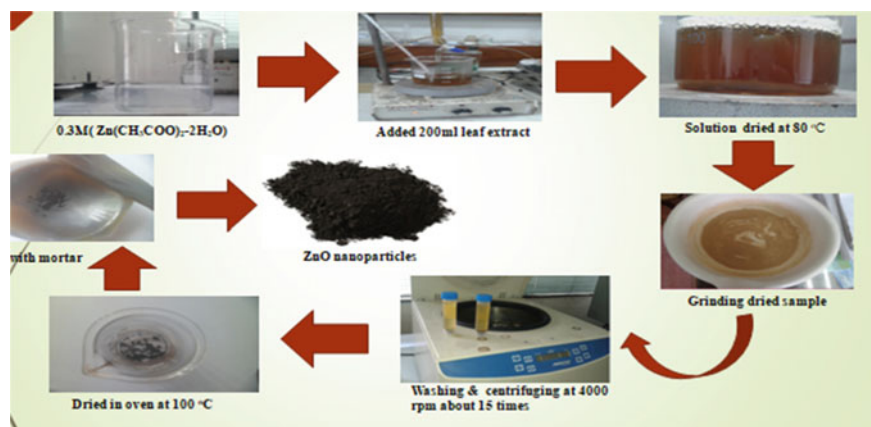 0.3M( Zn(CH₃COO)₂-2H₂O)
Added 200ml leaf extract
Solution dried at 80 °C
with mortar
ZnO nanoparticles
Grinding dried sample
Dried in oven at 100 °C
Washing & centrifuging at 4000
rpm about 15 times